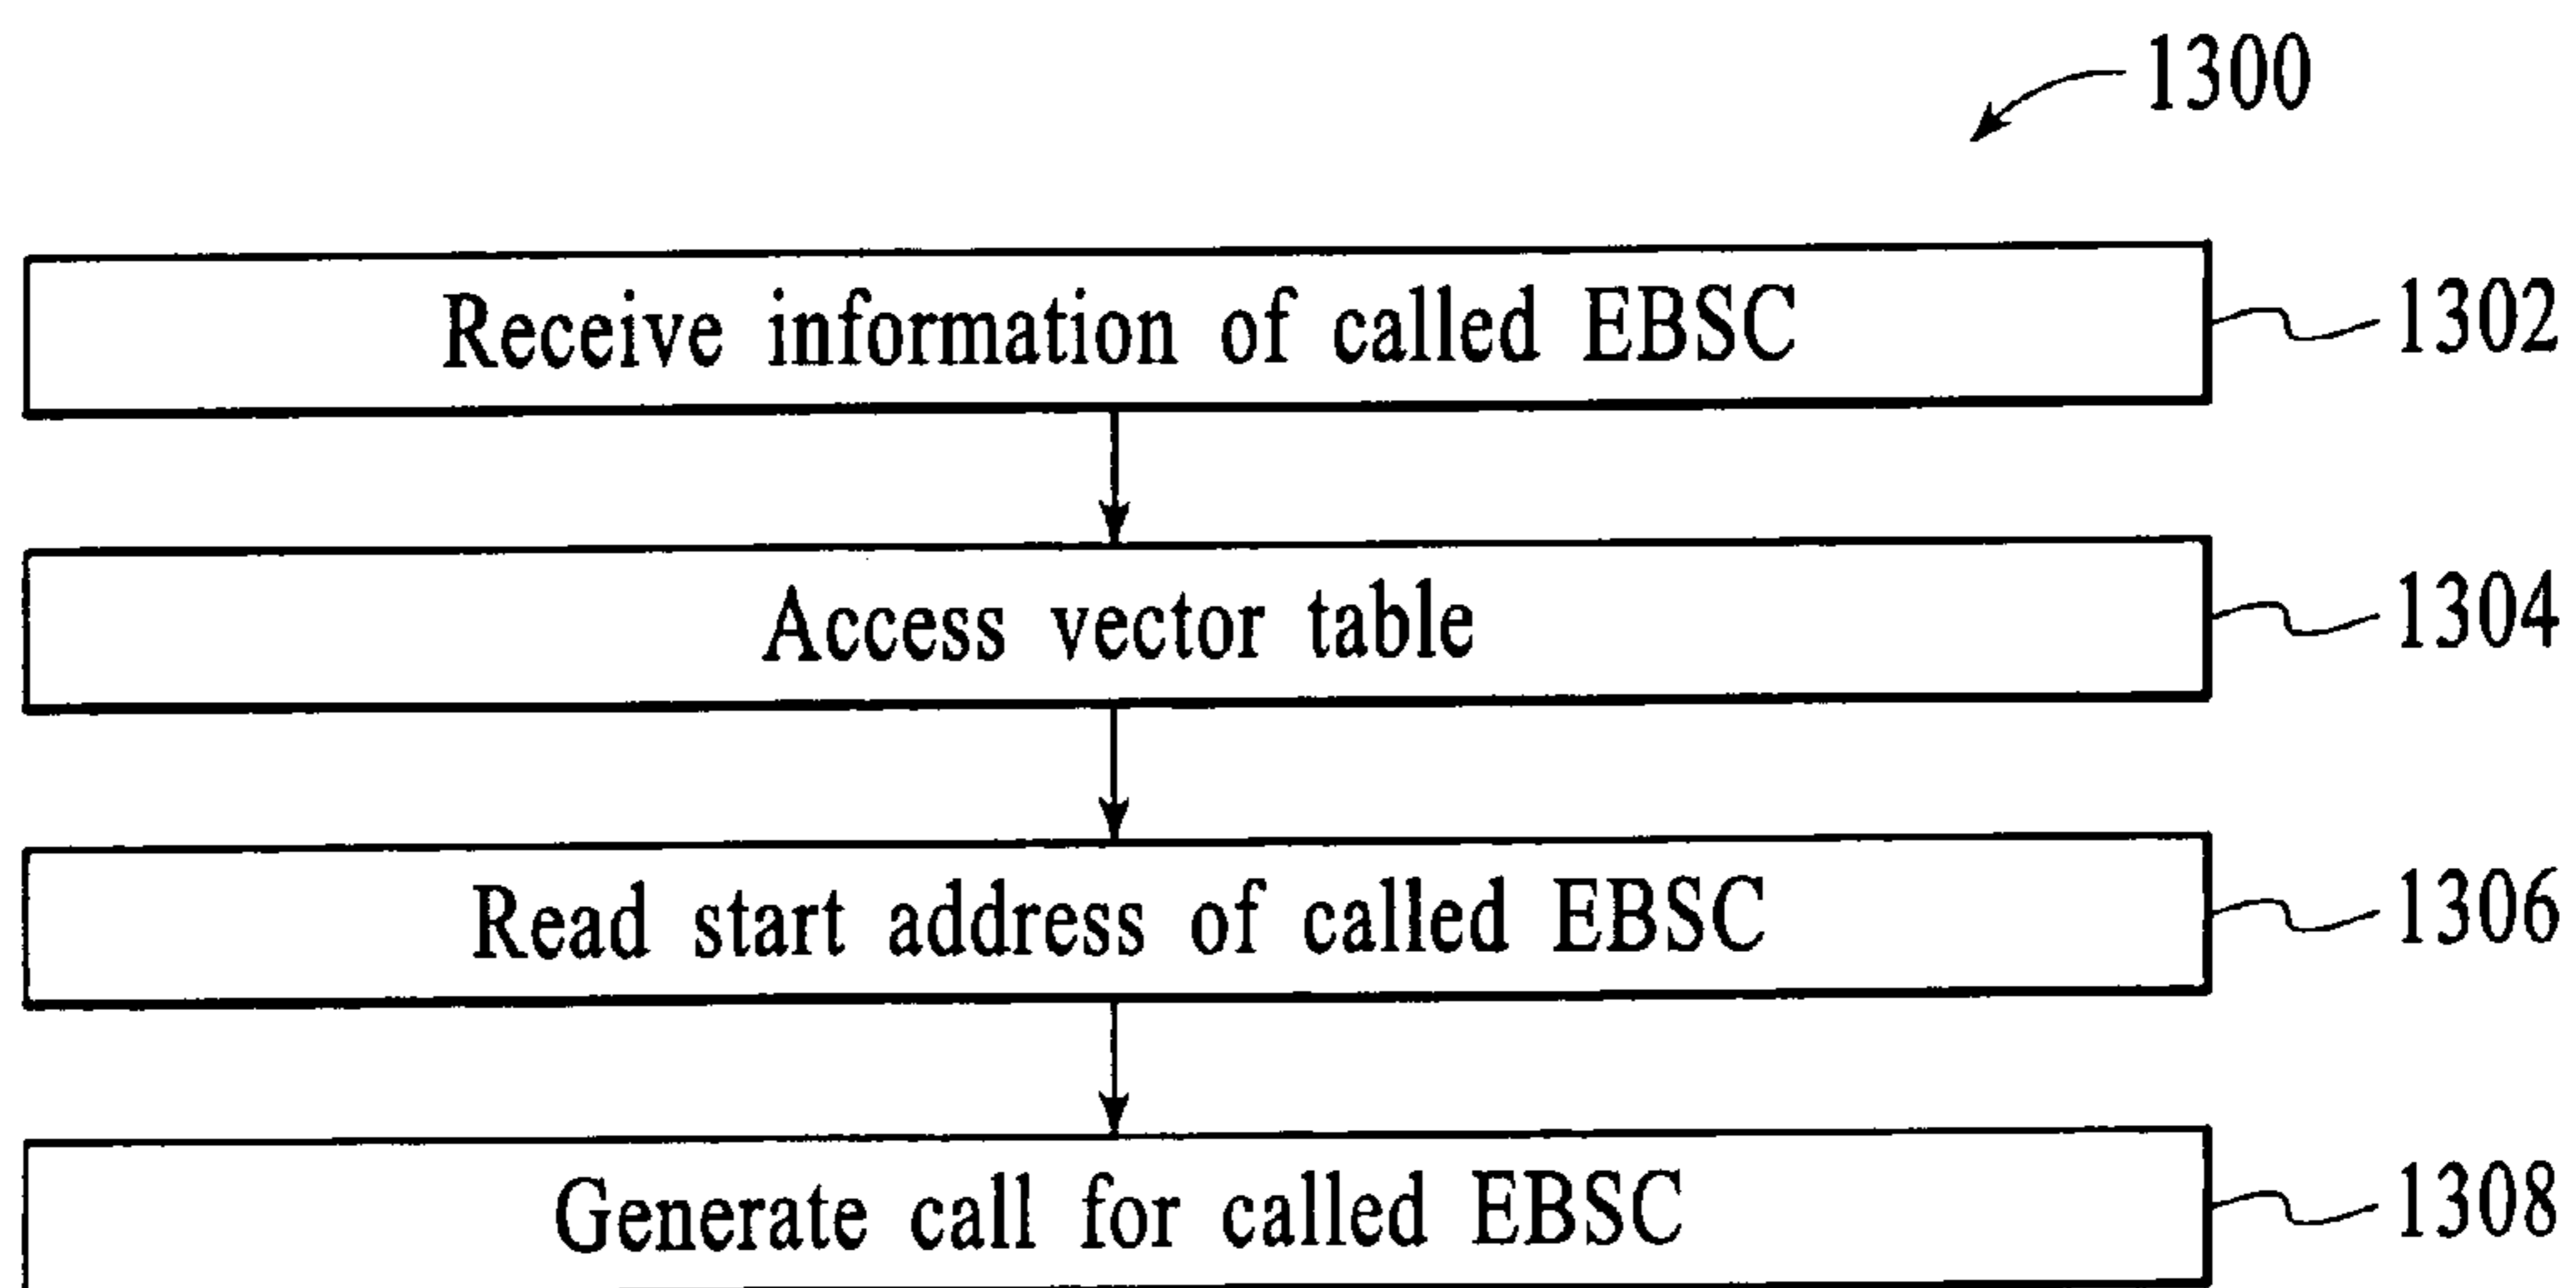 1300
Receive information of called EBSC
1302
Access vector table
1304
Read start address of called EBSC
1306
Generate call for called EBSC
1308